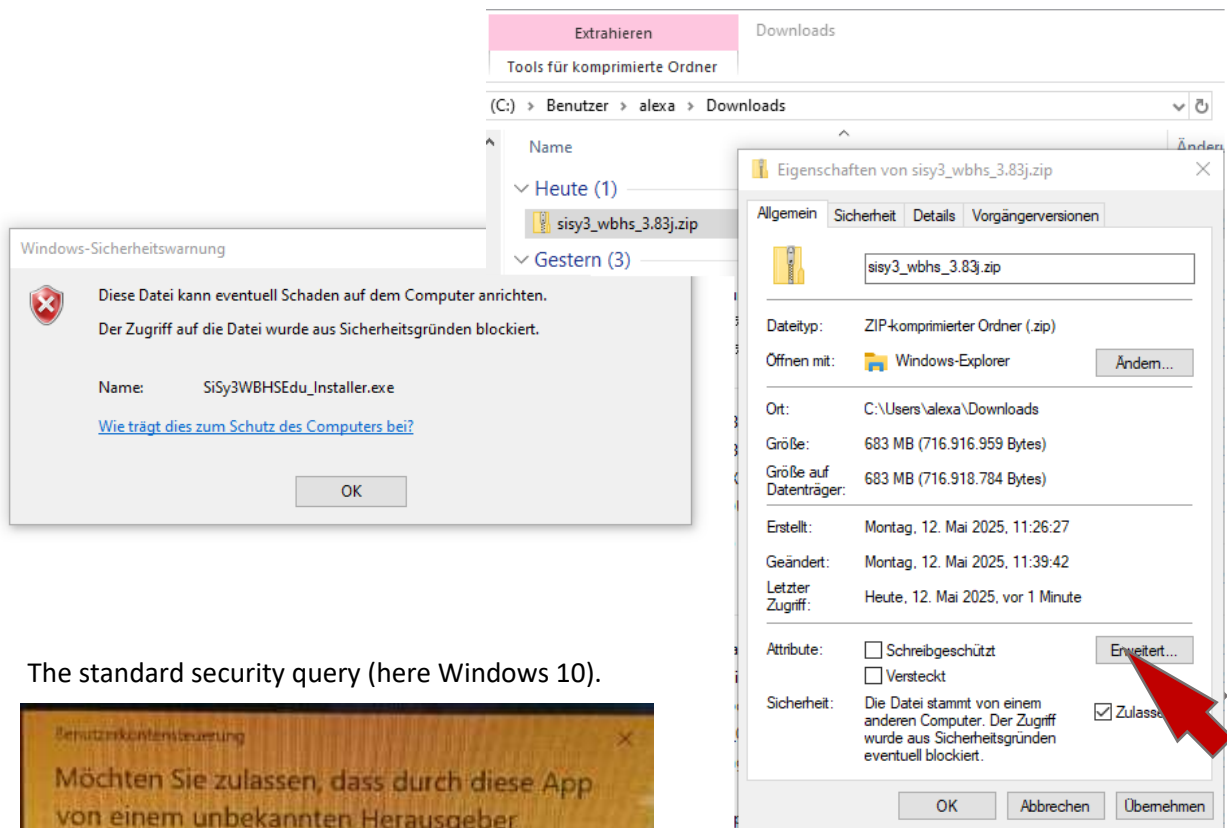 Extrahieren
Downloads
Tools für komprimierte Ordner
(C:) > Benutzer > alexa > Downloads
Name
Heute (1)
sisy3_wbhs_3.83j.zip
Gestern (3)
Windows-Sicherheitswarnung
Diese Datei kann eventuell Schaden auf dem Computer anrichten.
Der Zugriff auf die Datei wurde aus Sicherheitsgründen blockiert.
Name: SiSy3WBHSEdu_Installer.exe
Wie trägt dies zum Schutz des Computers bei?
OK
Eigenschaften von sisy3_wbhs_3.83j.zip
Allgemein Sicherheit Details Vorgängerversionen
sisy3_wbhs_3.83j.zip
Dateityp: ZIP-komprimierter Ordner (.zip)
Öffnen mit: Windows-Explorer Ändern...
Ort: C:\Users\alexa\Downloads
Größe: 683 MB (716.916.959 Bytes)
Größe auf
Datenträger: 683 MB (716.918.784 Bytes)
Erstellt: Montag, 12. Mai 2025, 11:26:27
Geändert: Montag, 12. Mai 2025, 11:39:42
Letzter
Zugriff: Heute, 12. Mai 2025, vor 1 Minute
Attribute: Schreibgeschützt Erweitert...
Versteckt
Sicherheit: Die Datei stammt von einem
anderen Computer. Der Zugriff
wurde aus Sicherheitsgründen
eventuell blockiert.
OK Abbrechen Übernehmen
The standard security query (here Windows 10).
Benutzerkontensteuerung
Möchten Sie zulassen, dass durch diese App
von einem unbekannten Herausgeber